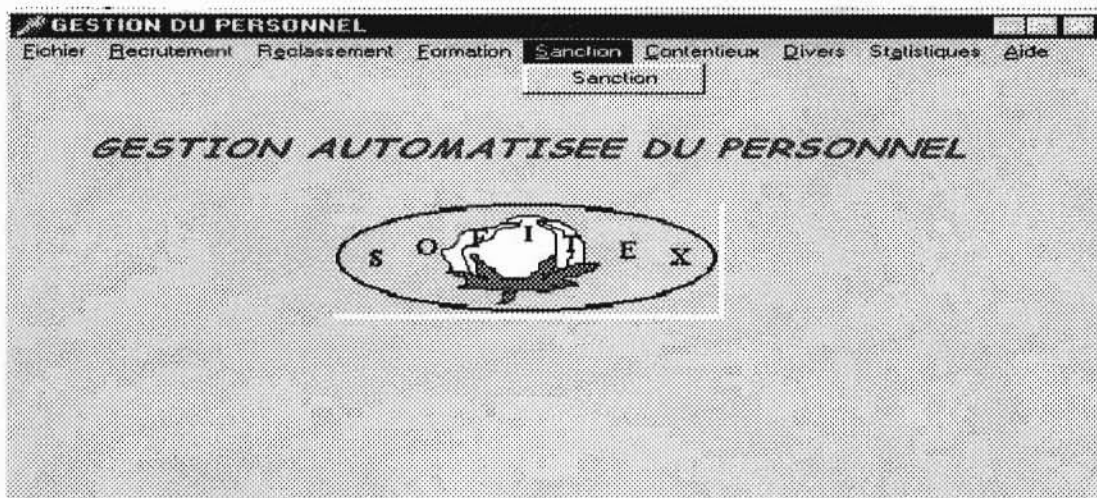 GESTION DU PERSONNEL
Fichier Recrutement Reclassement Formation Sanction Contentieux Divers Statistiques Aide
Sanction
GESTION AUTOMATISEE DU PERSONNEL
S O F I T E X